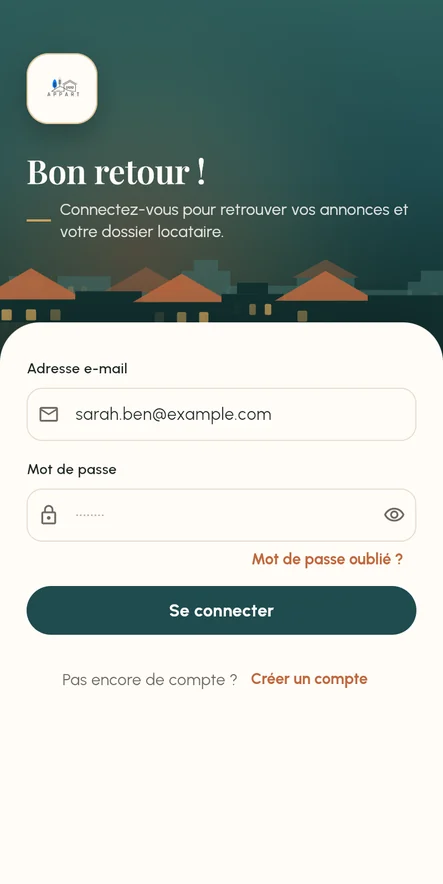 APPART
Bon retour !
Connectez-vous pour retrouver vos annonces et
votre dossier locataire.
Adresse e-mail
sarah.ben@example.com
Mot de passe
Mot de passe oublié ?
Se connecter
Pas encore de compte ? Créer un compte